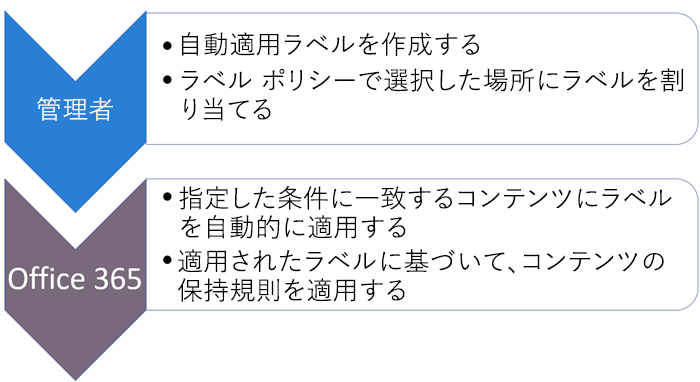 管理者
• 自動適用ラベルを作成する
• ラベル ポリシーで選択した場所にラベルを割
り当てる
Office 365
• 指定した条件に一致するコンテンツにラベル
を自動的に適用する
• 適用されたラベルに基づいて、コンテンツの
保持規則を適用する